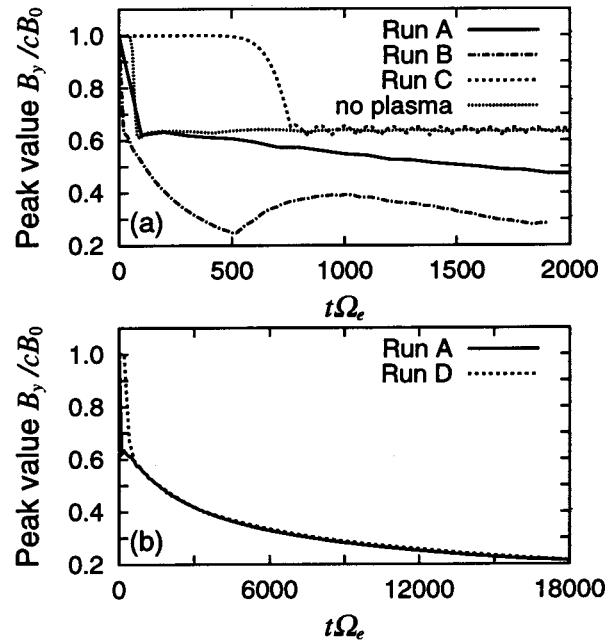 Peak value B_y/cB_0
1.0
0.8
0.6
0.4
0.2
Run A
Run B
Run C
no plasma
(a)
0 500 1000 1500 2000
tΩ_e
Peak value B_y/cB_0
1.0
0.8
0.6
0.4
0.2
Run A
Run D
(b)
0 6000 12000 18000
tΩ_e